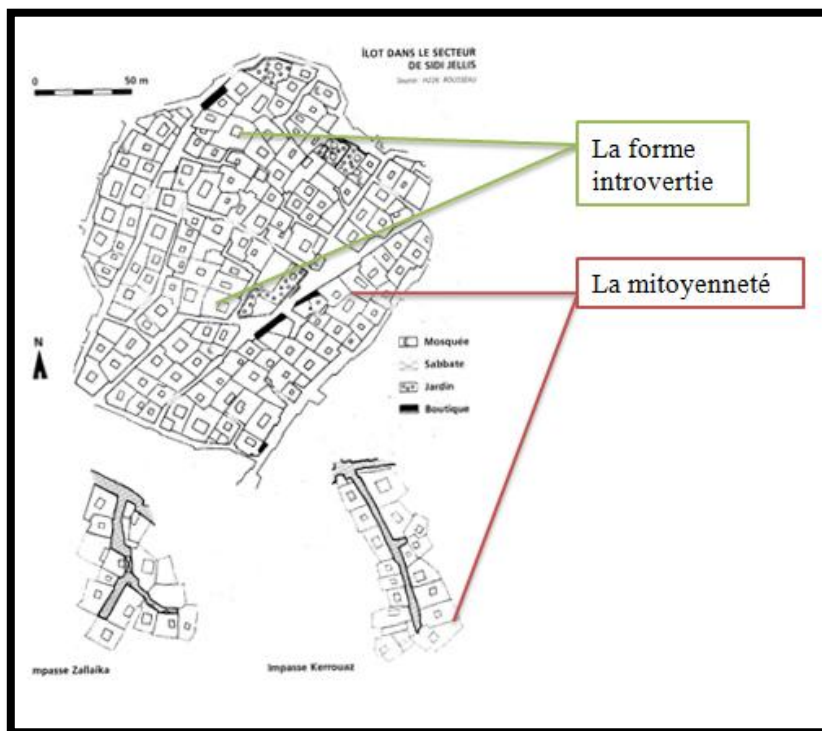 ÎLOT DANS LE SECTEUR
DE SIDI JELLIS
0 50 m
La forme
introvertie
La mitoyenneté
N
Mosquée
Sabbate
Jardin
Boutique
mpasse Zallaïka
Impasse Kerrouaz